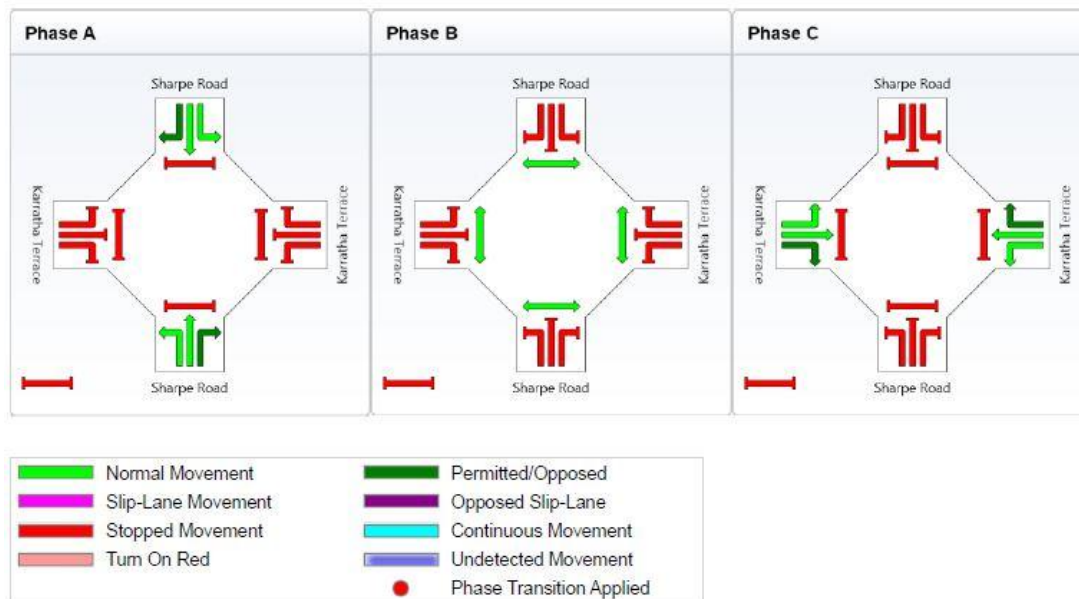 Phase A
Phase B
Phase C
Sharpe Road
Sharpe Road
Sharpe Road
Karratha Terrace
Karratha Terrace
Karratha Terrace
Karratha Terrace
Karratha Terrace
Karratha Terrace
Sharpe Road
Sharpe Road
Sharpe Road
Normal Movement
Permitted/Opposed
Slip-Lane Movement
Opposed Slip-Lane
Stopped Movement
Continuous Movement
Turn On Red
Undetected Movement
Phase Transition Applied